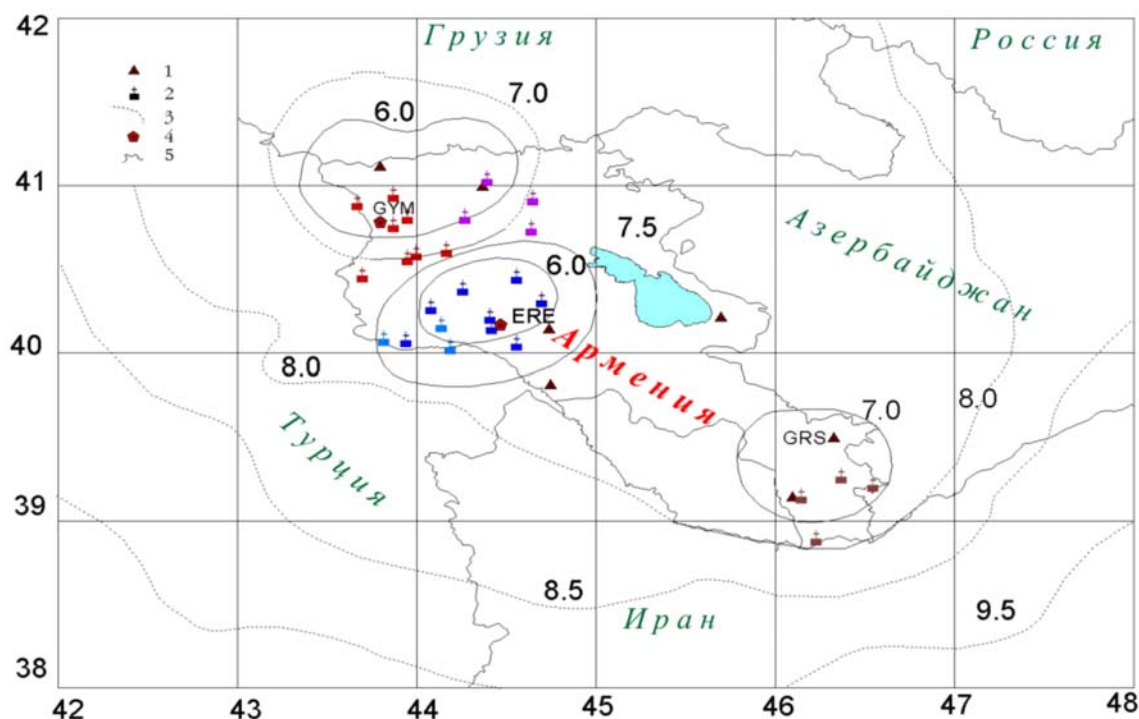 42
Грузия
Россия
1
2
3
4
5
7.0
6.0
41
GYM
7.5
Азербайджан
6.0
ERE
40
Армения
8.0
8.0
7.0
GRS
Турция
39
8.5
Иран
9.5
38
42
43
44
45
46
47
48